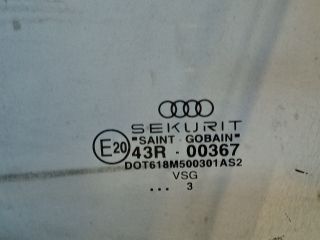 SEKURIT
"SAINT - GOBAIN"
E20 43R - 00367
DOT618M500301AS2
VSG
... 3